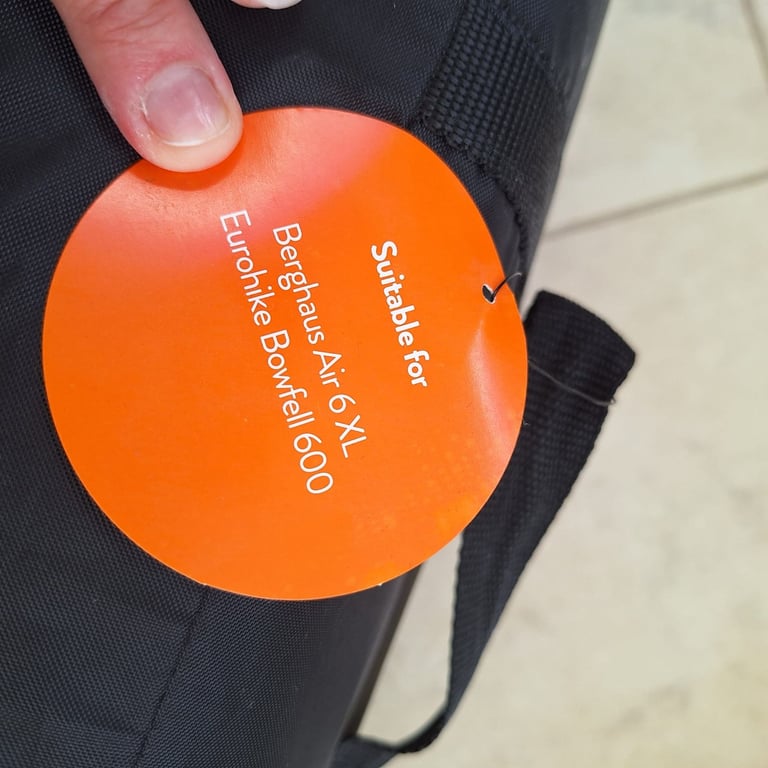 Suitable for
Berghaus Air 6 XL
Eurohike Bowfell 600